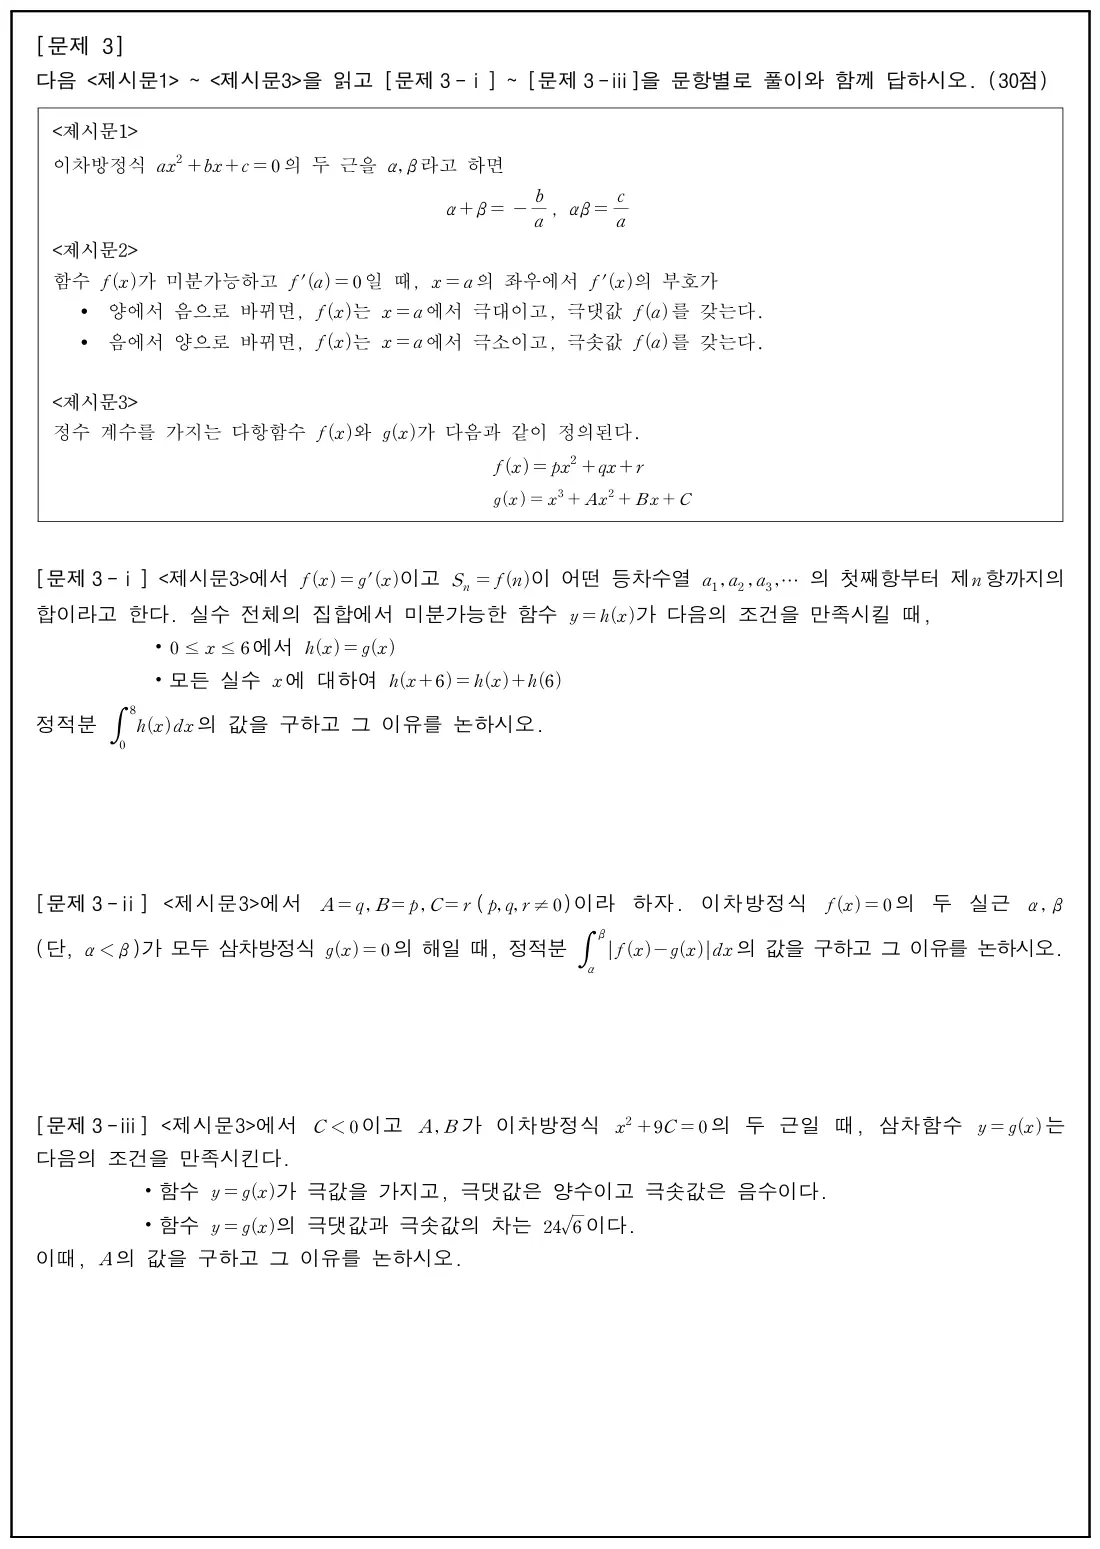 [문제 3]
다음 <제시문1> ~ <제시문3>을 읽고 [문제 3-ⅰ] ~ [문제 3-ⅲ]을 문항별로 풀이와 함께 답하시오. (30점)
<제시문1>
이차방정식 ax²+bx+c=0의 두 근을 α, β라고 하면
α+β= -b/a , αβ= c/a
<제시문2>
함수 f(x)가 미분가능하고 f′(a)=0일 때, x=a의 좌우에서 f′(x)의 부호가
• 양에서 음으로 바뀌면, f(x)는 x=a에서 극대이고, 극댓값 f(a)를 갖는다.
• 음에서 양으로 바뀌면, f(x)는 x=a에서 극소이고, 극솟값 f(a)를 갖는다.
<제시문3>
정수 계수를 가지는 다항함수 f(x)와 g(x)가 다음과 같이 정의된다.
f(x)=px²+qx+r
g(x)=x³+Ax²+Bx+C
[문제 3-ⅰ] <제시문3>에서 f(x)=g′(x)이고 Sₙ=f(n)이 어떤 등차수열 a₁, a₂, a₃, ⋯ 의 첫째항부터 제n항까지의
합이라고 한다. 실수 전체의 집합에서 미분가능한 함수 y=h(x)가 다음의 조건을 만족시킬 때,
•0≤x≤6에서 h(x)=g(x)
•모든 실수 x에 대하여 h(x+6)=h(x)+h(6)
정적분 ∫₀⁸h(x)dx의 값을 구하고 그 이유를 논하시오.
[문제 3-ⅱ] <제시문3>에서 A=q, B=p, C=r (p, q, r≠0)이라 하자. 이차방정식 f(x)=0의 두 실근 α, β
(단, α<β)가 모두 삼차방정식 g(x)=0의 해일 때, 정적분 ∫_α^β|f(x)-g(x)|dx의 값을 구하고 그 이유를 논하시오.
[문제 3-ⅲ] <제시문3>에서 C<0이고 A, B가 이차방정식 x²+9C=0의 두 근일 때, 삼차함수 y=g(x)는
다음의 조건을 만족시킨다.
•함수 y=g(x)가 극값을 가지고, 극댓값은 양수이고 극솟값은 음수이다.
•함수 y=g(x)의 극댓값과 극솟값의 차는 24√6이다.
이때, A의 값을 구하고 그 이유를 논하시오.